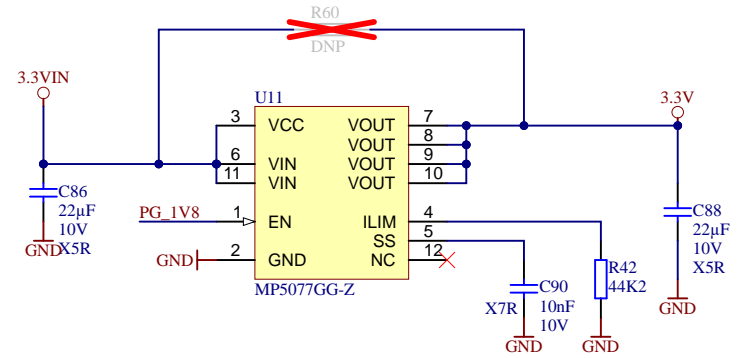 R60
DNP
3.3VIN
3.3V
U11
3 VCC VOUT 7
VOUT 8
6 VIN VOUT 9
11 VIN VOUT 10
C86
22µF
10V
X5R
GND
PG_1V8 1 EN ILIM 4
SS 5
GND 2 GND NC 12
MP5077GG-Z
C88
22µF
10V
X5R
GND
X7R
C90
10nF
10V
GND
R42
44K2
GND